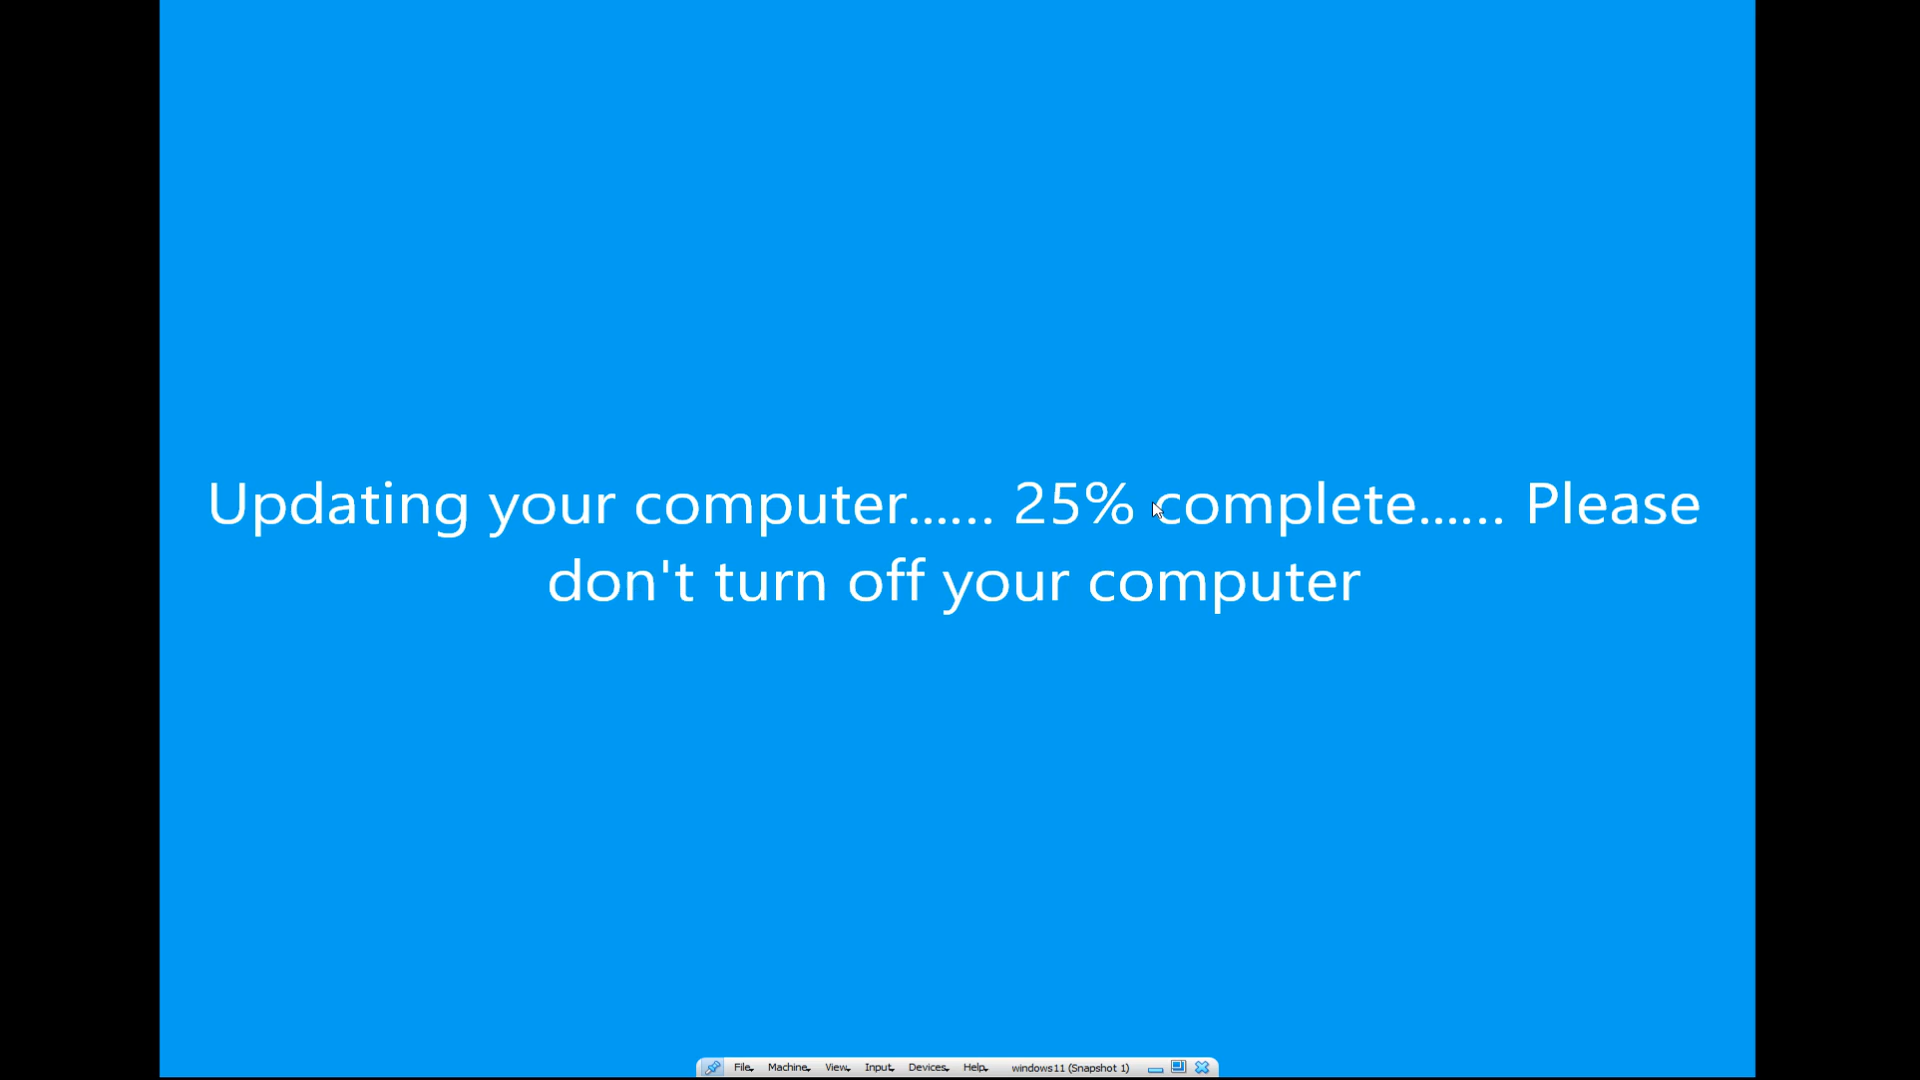 Updating your computer...... 25% complete...... Please
don't turn off your computer
File Machine View Input Devices Help windows11 (Snapshot 1)